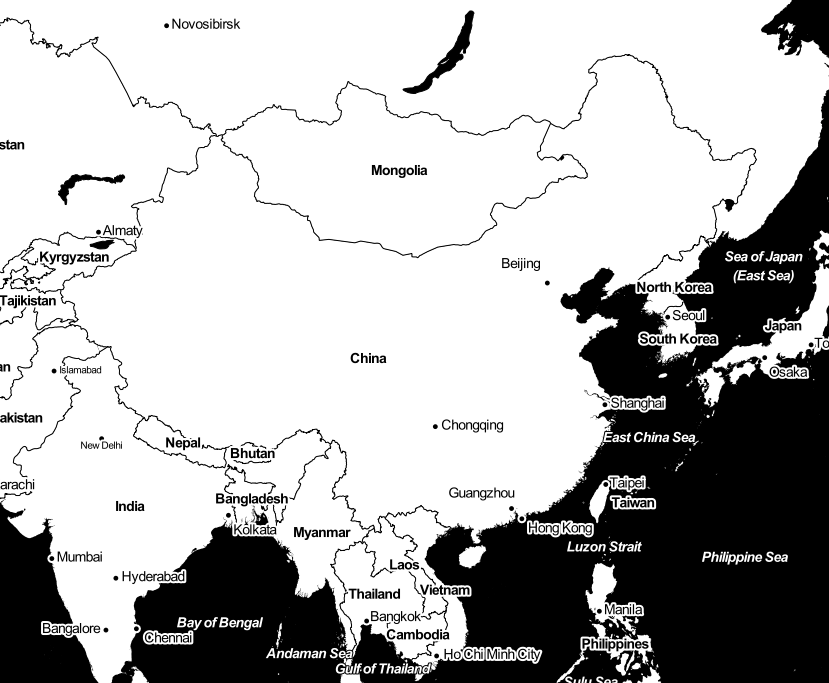 Novosibirsk
stan
Mongolia
Almaty
Kyrgyzstan
Beijing
Sea of Japan
(East Sea)
North Korea
Tajikistan
Seoul
Japan
South Korea
To
China
an
Islamabad
Osaka
Shanghai
akistan
Chongqing
East China Sea
New Delhi
Nepal
Bhutan
arachi
Taipei
Guangzhou
Bangladesh
Taiwan
India
Kolkata
Hong Kong
Myanmar
Luzon Strait
Mumbai
Philippine Sea
Laos
Hyderabad
Vietnam
Thailand
Manila
Bangkok
Bay of Bengal
Bangalore
Chennai
Cambodia
Philippines
Andaman Sea
Ho Chi Minh City
Gulf of Thailand
Sulu Sea